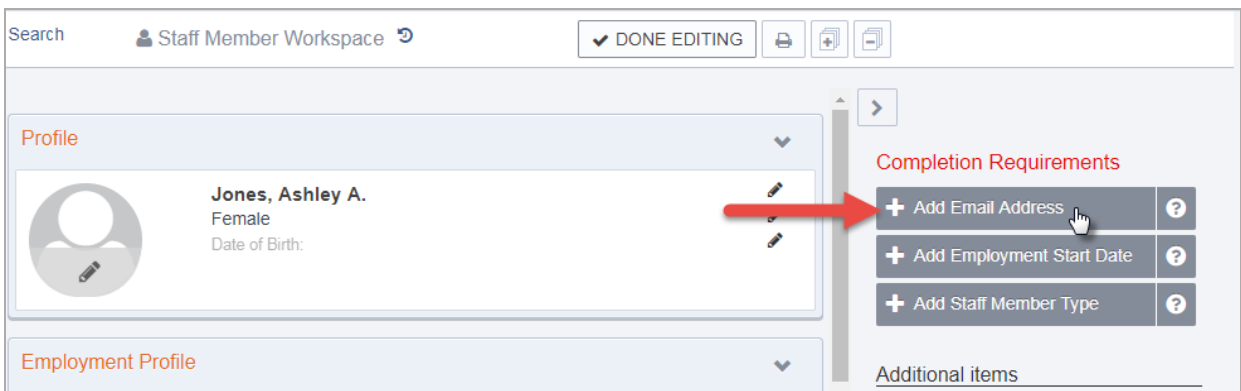 Search
Staff Member Workspace
DONE EDITING
Profile
Jones, Ashley A.
Female
Date of Birth:
Employment Profile
Completion Requirements
Add Email Address
Add Employment Start Date
Add Staff Member Type
Additional items